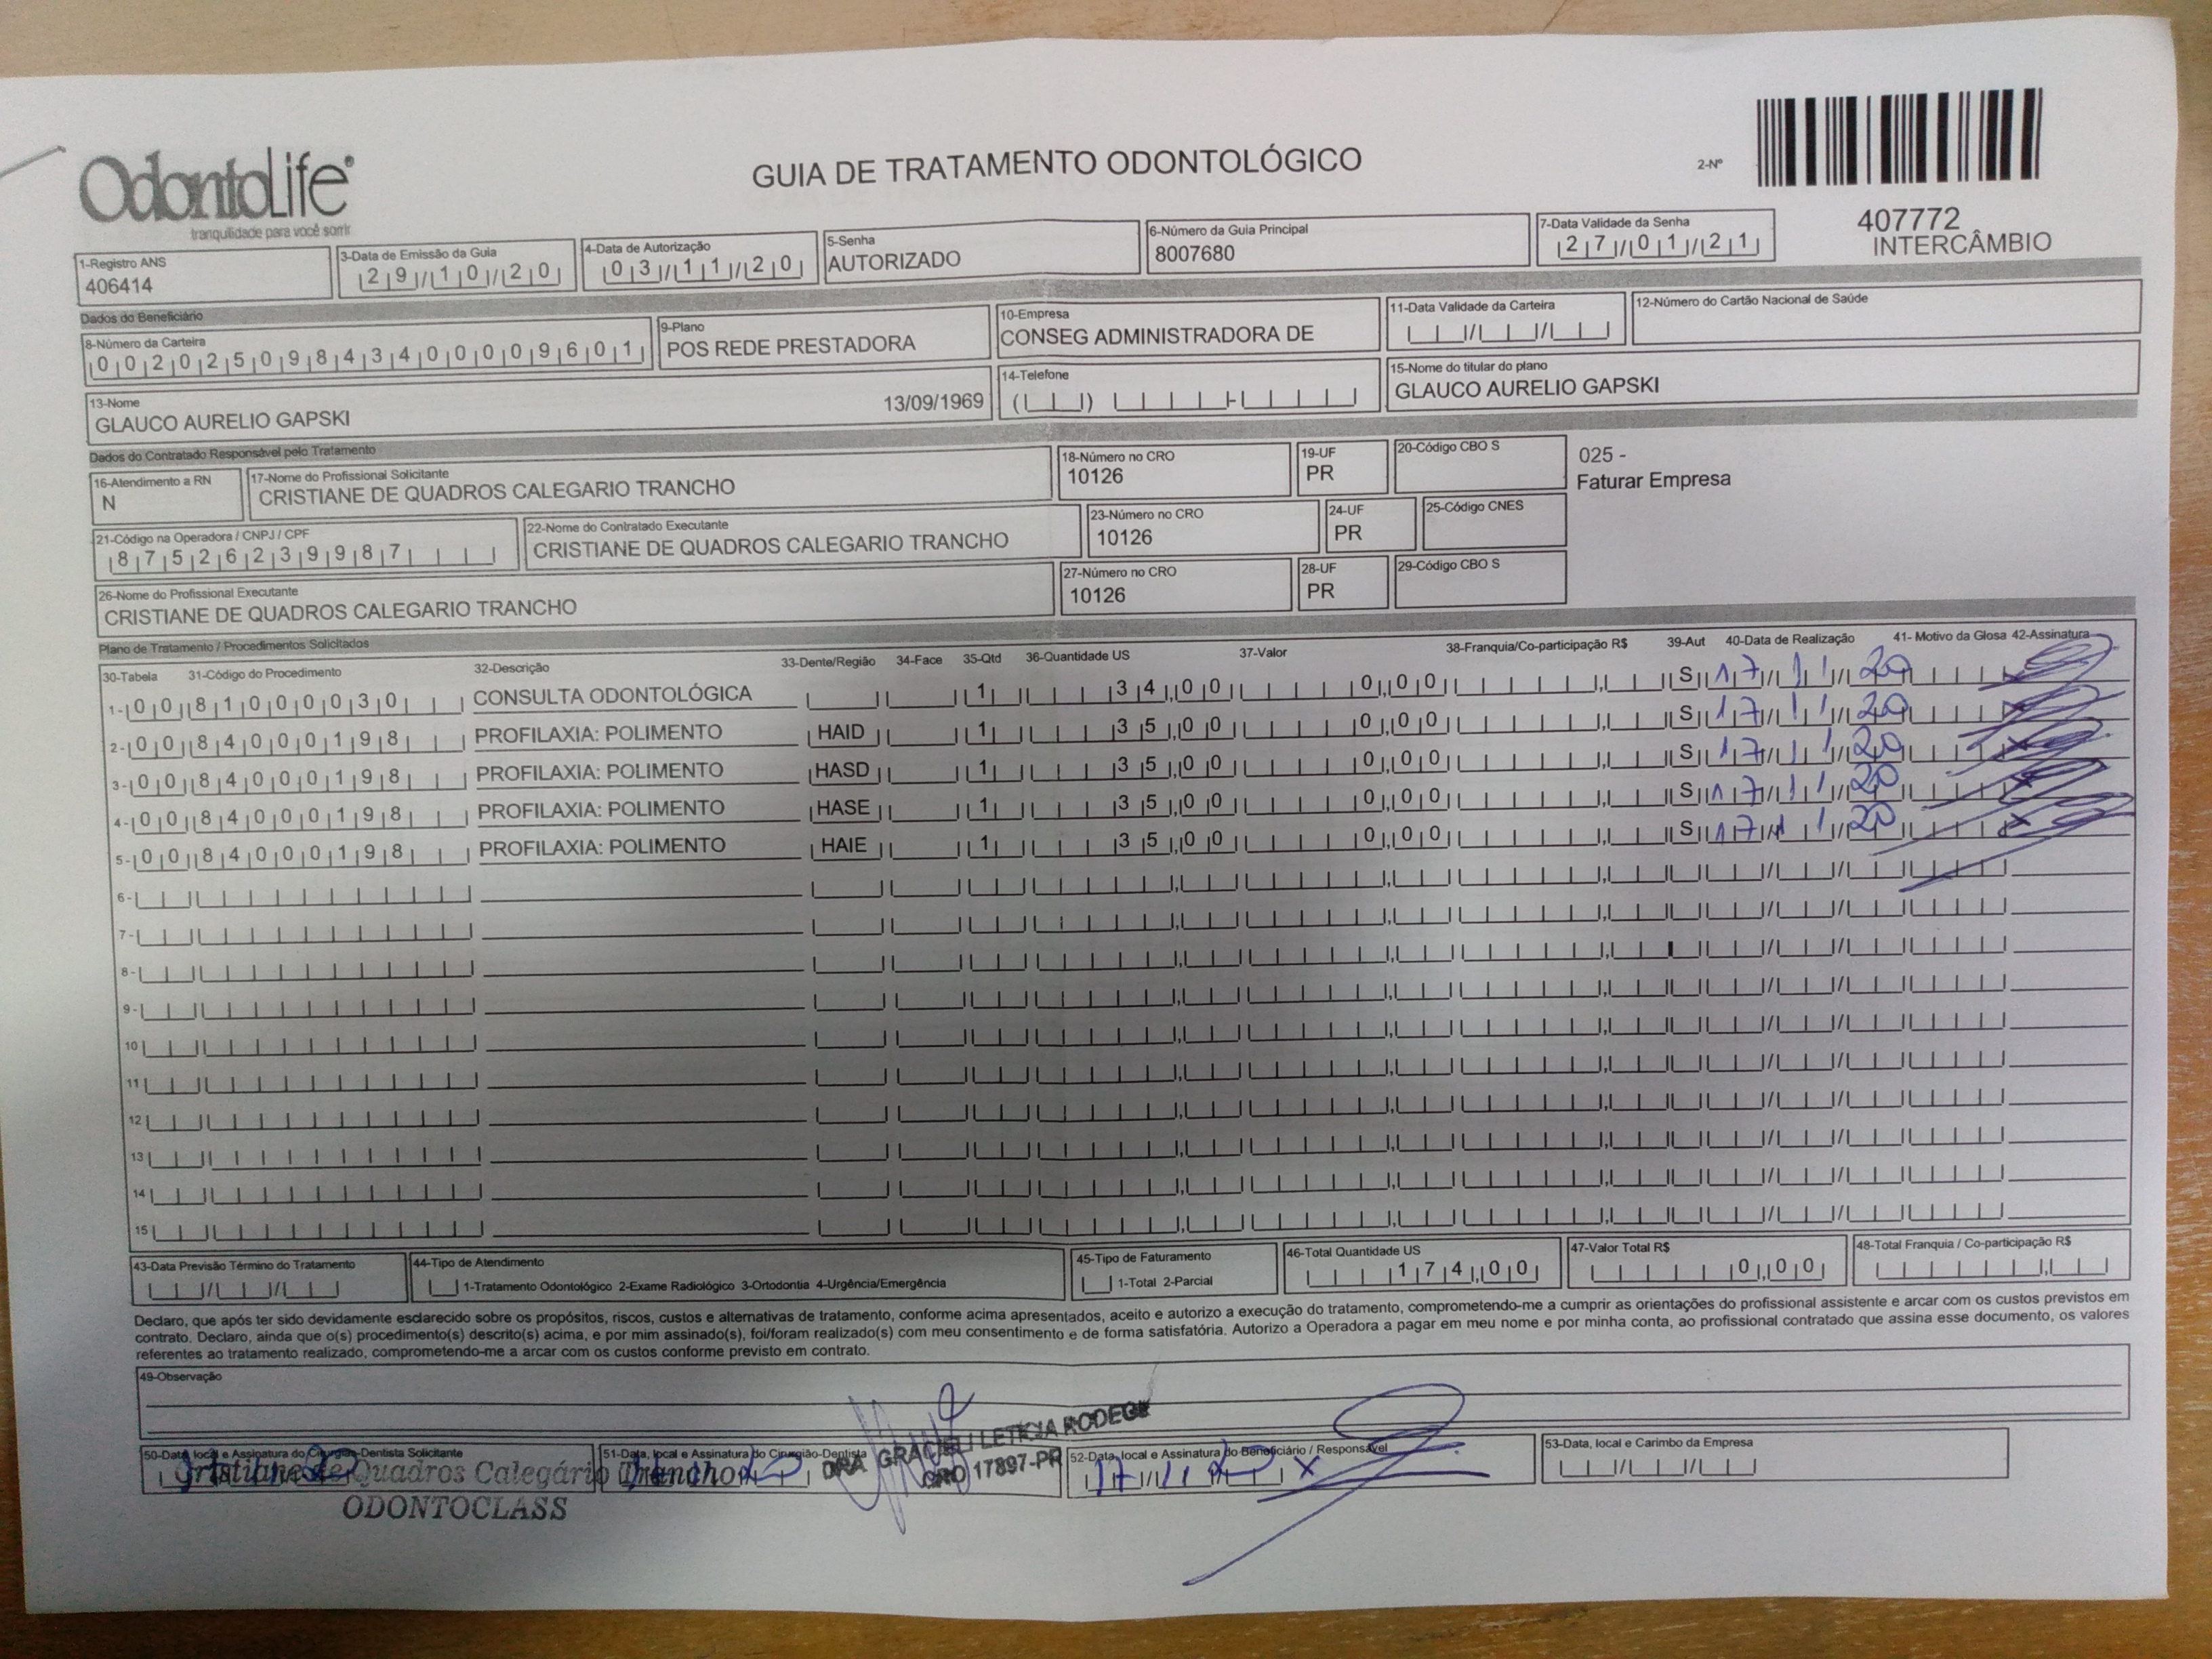 OdontoLife®
tranquilidade para você sorrir
GUIA DE TRATAMENTO ODONTOLÓGICO
2-Nº
407772
INTERCÂMBIO
1-Registro ANS
406414
3-Data de Emissão da Guia
29/10/20
4-Data de Autorização
03/11/20
5-Senha
AUTORIZADO
6-Número da Guia Principal
8007680
7-Data Validade da Senha
27/01/21
Dados do Beneficiário
8-Número da Carteira
00202509843400009601
9-Plano
POS REDE PRESTADORA
10-Empresa
CONSEG ADMINISTRADORA DE
11-Data Validade da Carteira
12-Número do Cartão Nacional de Saúde
13-Nome
GLAUCO AURELIO GAPSKI 13/09/1969
14-Telefone
15-Nome do titular do plano
GLAUCO AURELIO GAPSKI
Dados do Contratado Responsável pelo Tratamento
16-Atendimento a RN
N
17-Nome do Profissional Solicitante
CRISTIANE DE QUADROS CALEGARIO TRANCHO
18-Número no CRO
10126
19-UF
PR
20-Código CBO S
025 -
Faturar Empresa
21-Código na Operadora / CNPJ / CPF
87526239987
22-Nome do Contratado Executante
CRISTIANE DE QUADROS CALEGARIO TRANCHO
23-Número no CRO
10126
24-UF
PR
25-Código CNES
26-Nome do Profissional Executante
CRISTIANE DE QUADROS CALEGARIO TRANCHO
27-Número no CRO
10126
28-UF
PR
29-Código CBO S
Plano de Tratamento / Procedimentos Solicitados
30-Tabela 31-Código do Procedimento 32-Descrição 33-Dente/Região 34-Face 35-Qtd 36-Quantidade US 37-Valor 38-Franquia/Co-participação R$ 39-Aut 40-Data de Realização 41- Motivo da Glosa 42-Assinatura
1- 00 81000030 CONSULTA ODONTOLÓGICA 1 34,00 0,00 S 17/11/20
2- 00 84000198 PROFILAXIA: POLIMENTO HAID 1 35,00 0,00 S 17/11/20
3- 00 84000198 PROFILAXIA: POLIMENTO HASD 1 35,00 0,00 S 17/11/20
4- 00 84000198 PROFILAXIA: POLIMENTO HASE 1 35,00 0,00 S 17/11/20
5- 00 84000198 PROFILAXIA: POLIMENTO HAIE 1 35,00 0,00 S 17/11/20
6-
7-
8-
9-
10
11
12
13
14
15
43-Data Previsão Término do Tratamento
44-Tipo de Atendimento
1-Tratamento Odontológico 2-Exame Radiológico 3-Ortodontia 4-Urgência/Emergência
45-Tipo de Faturamento
1-Total 2-Parcial
46-Total Quantidade US
174,00
47-Valor Total R$
0,00
48-Total Franquia / Co-participação R$
Declaro, que após ter sido devidamente esclarecido sobre os propósitos, riscos, custos e alternativas de tratamento, conforme acima apresentados, aceito e autorizo a execução do tratamento, comprometendo-me a cumprir as orientações do profissional assistente e arcar com os custos previstos em
contrato. Declaro, ainda que o(s) procedimento(s) descrito(s) acima, e por mim assinado(s), foi/foram realizado(s) com meu consentimento e de forma satisfatória. Autorizo a Operadora a pagar em meu nome e por minha conta, ao profissional contratado que assina esse documento, os valores
referentes ao tratamento realizado, comprometendo-me a arcar com os custos conforme previsto em contrato.
49-Observação
50-Data, local e Assinatura do Cirurgião-Dentista Solicitante
Cristiane de Quadros Calegário Trancho
ODONTOCLASS
51-Data, local e Assinatura do Cirurgião-Dentista
DRA GRACIELI LETICIA
CRO 17897-PR
52-Data, local e Assinatura do Beneficiário / Responsável
17/11/20 x
53-Data, local e Carimbo da Empresa